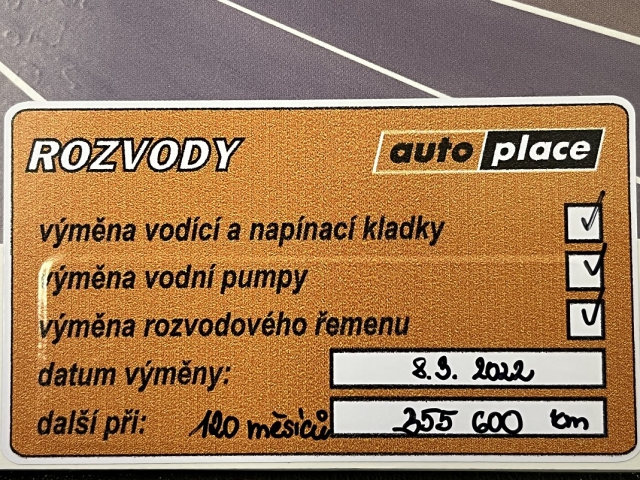 ROZVODY
auto place
výměna vodící a napínací kladky
výměna vodní pumpy
výměna rozvodového řemenu
datum výměny: 8.9. 2022
další při: 120 měsíců 355 600 km